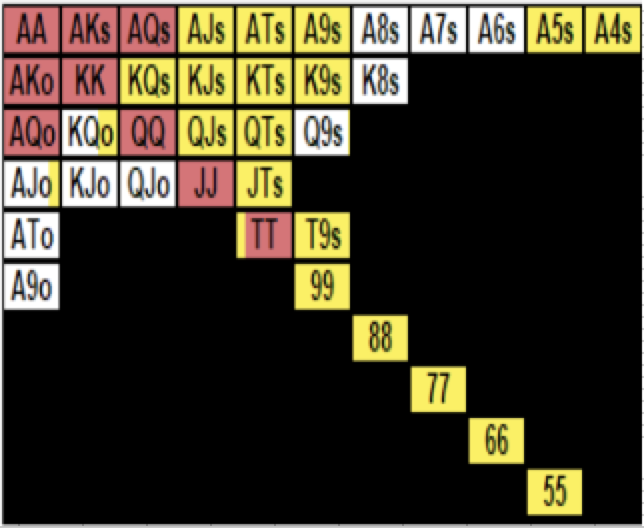 AA AKs AQs AJs ATs A9s A8s A7s A6s A5s A4s
AKo KK KQs KJs KTs K9s K8s
AQo KQo QQ QJs QTs Q9s
AJo KJo QJo JJ JTs
ATo TT T9s
A9o 99
88
77
66
55